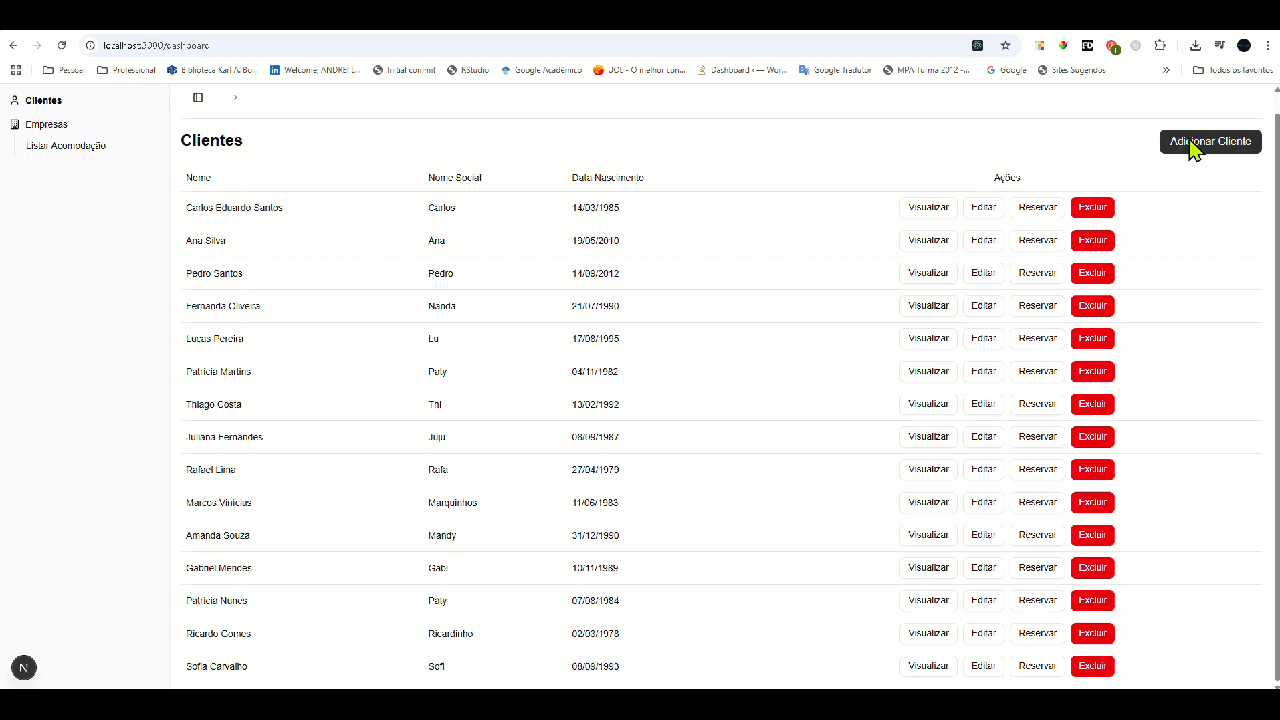 localhost:3000/dashboard
Pessoal Professional Biblioteca Karl A. Bo... Welcome, ANDREI L... Initial commit RStudio Google Acadêmico UOL - O melhor con... Dashboard ‹ — Wor... Google Tradutor MPA Turma 2012 -... Google Sites Sugeridos » Todos os favoritos
Clientes
Empresas
Listar Acomodação
Clientes
Adicionar Cliente
Nome Nome Social Data Nascimento Ações
Carlos Eduardo Santos Carlos 14/03/1985 Visualizar Editar Reservar Excluir
Ana Silva Ana 19/05/2010 Visualizar Editar Reservar Excluir
Pedro Santos Pedro 14/09/2012 Visualizar Editar Reservar Excluir
Fernanda Oliveira Nanda 21/07/1990 Visualizar Editar Reservar Excluir
Lucas Pereira Lu 17/08/1995 Visualizar Editar Reservar Excluir
Patrícia Martins Paty 04/11/1982 Visualizar Editar Reservar Excluir
Thiago Costa Thi 13/02/1992 Visualizar Editar Reservar Excluir
Juliana Fernandes Juju 08/09/1987 Visualizar Editar Reservar Excluir
Rafael Lima Rafa 27/04/1979 Visualizar Editar Reservar Excluir
Marcos Vinícius Marquinhos 11/06/1983 Visualizar Editar Reservar Excluir
Amanda Souza Mandy 31/12/1990 Visualizar Editar Reservar Excluir
Gabriel Mendes Gabi 10/11/1989 Visualizar Editar Reservar Excluir
Patrícia Nunes Paty 07/08/1984 Visualizar Editar Reservar Excluir
Ricardo Gomes Ricardinho 02/03/1978 Visualizar Editar Reservar Excluir
Sofia Carvalho Sofi 08/09/1993 Visualizar Editar Reservar Excluir
N